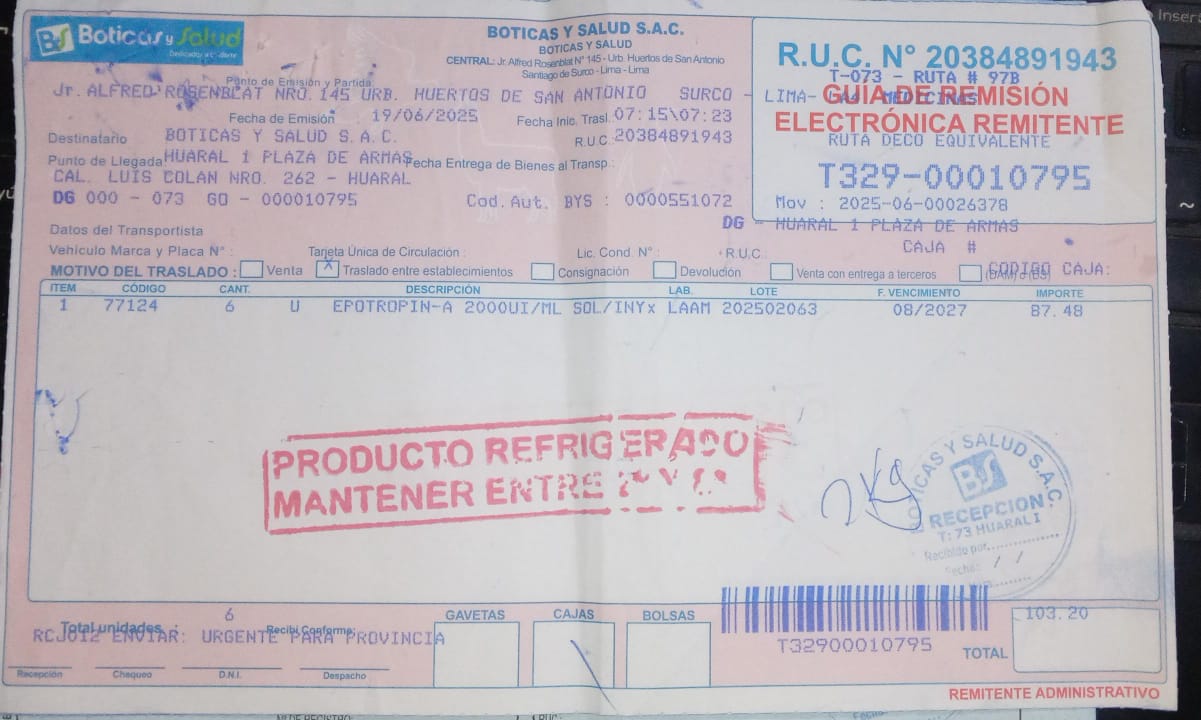 Boticas y Salud
BOTICAS Y SALUD S.A.C.
BOTICAS Y SALUD
CENTRAL: Jr. Alfred Rosenblat N° 145 - Urb. Huertos de San Antonio
Santiago de Surco - Lima - Lima
R.U.C. N° 20384891943
T-073 - RUTA # 97B
GUÍA DE REMISIÓN
ELECTRÓNICA REMITENTE
RUTA DECO EQUIVALENTE
T329-00010795
Mov : 2025-06-00026378
Punto de Emisión y Partida:
Jr. ALFRED ROSENBLAT NRO. 145 URB. HUERTOS DE SAN ANTONIO SURCO - LIMA- MEDICINAS
Fecha de Emisión 19/06/2025 Fecha Inic. Trasl.: 07:15\07:23
Destinatario BOTICAS Y SALUD S.A.C. R.U.C: 20384891943
Punto de Llegada HUARAL 1 PLAZA DE ARMAS Fecha Entrega de Bienes al Transp.:
CAL. LUIS COLAN NRO. 262 - HUARAL
DG 000 - 073 GO - 000010795 Cod. Aut. BYS : 0000551072
DG - HUARAL 1 PLAZA DE ARMAS
Datos del Transportista
CAJA #
Vehículo Marca y Placa N° : Tarjeta Única de Circulación : Lic. Cond. N° : R.U.C.:
MOTIVO DEL TRASLADO : Venta X Traslado entre establecimientos Consignación Devolución Venta con entrega a terceros CODIGO CAJA:
ITEM CÓDIGO CANT. DESCRIPCIÓN LAB. LOTE F. VENCIMIENTO IMPORTE
1 77124 6 U EPOTROPIN-A 2000UI/ML SOL/INYx LAAM 202502063 08/2027 87.48
PRODUCTO REFRIGERADO
MANTENER ENTRE
BOTICAS Y SALUD S.A.C.
BS
RECEPCION
T: 73 HUARAL I
Recibido por
Fecha: / /
6
GAVETAS CAJAS BOLSAS
103.20
Total unidades : Recibí Conforme:
RCJ612 ENVIAR: URGENTE PARA PROVINCIA
T32900010795
TOTAL
Recepción Chequeo D.N.I. Despacho
REMITENTE ADMINISTRATIVO